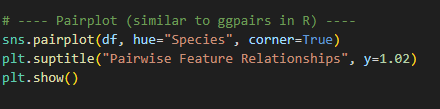 # ---- Pairplot (similar to ggpairs in R) ----
sns.pairplot(df, hue="Species", corner=True)
plt.suptitle("Pairwise Feature Relationships", y=1.02)
plt.show()